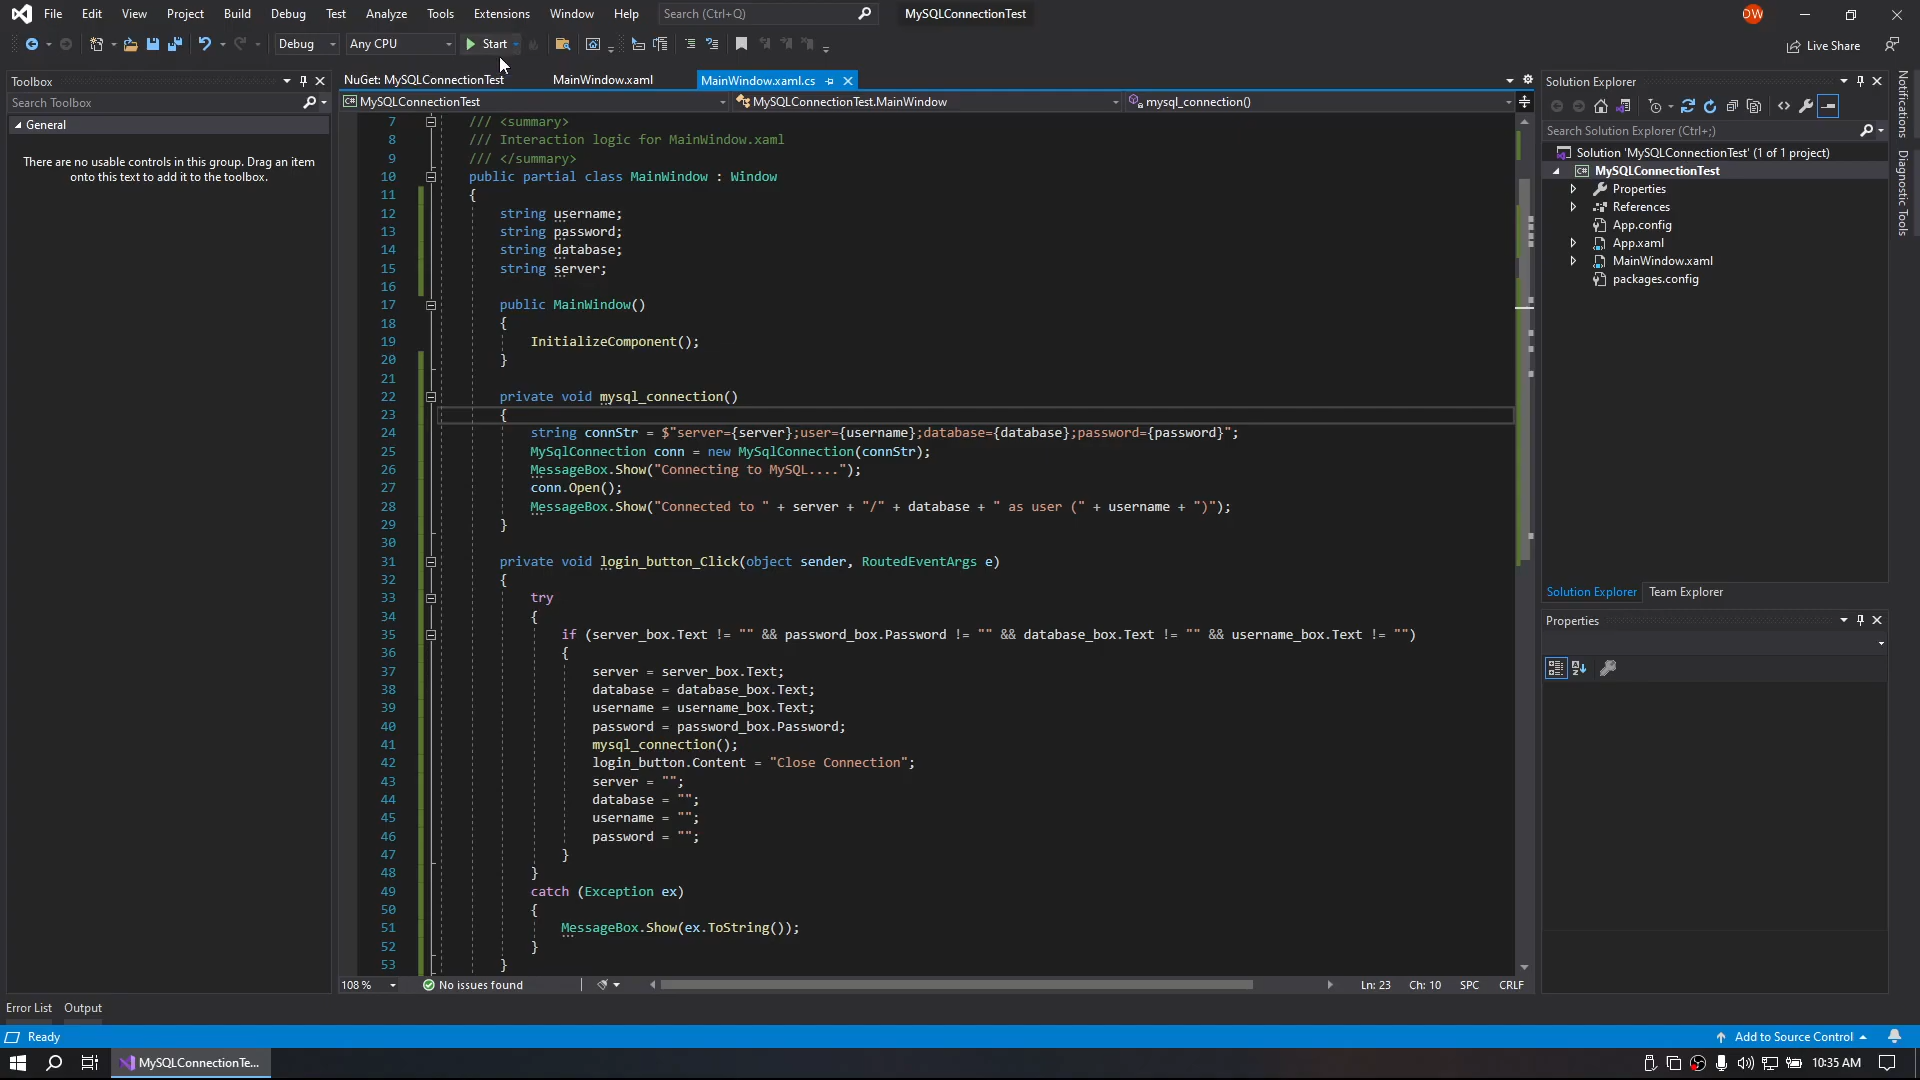 File Edit View Project Build Debug Test Analyze Tools Extensions Window Help Search (Ctrl+Q) MySQLConnectionTest DW
Debug Any CPU Start Live Share
Toolbox
Search Toolbox
General
There are no usable controls in this group. Drag an item
onto this text to add it to the toolbox.
NuGet: MySQLConnectionTest MainWindow.xaml MainWindow.xaml.cs
MySQLConnectionTest MySQLConnectionTest.MainWindow mysql_connection()
7 /// <summary>
8 /// Interaction logic for MainWindow.xaml
9 /// </summary>
10 public partial class MainWindow : Window
11 {
12 string username;
13 string password;
14 string database;
15 string server;
16
17 public MainWindow()
18 {
19 InitializeComponent();
20 }
21
22 private void mysql_connection()
23 {
24 string connStr = $"server={server};user={username};database={database};password={password}";
25 MySqlConnection conn = new MySqlConnection(connStr);
26 MessageBox.Show("Connecting to MySQL....");
27 conn.Open();
28 MessageBox.Show("Connected to " + server + "/" + database + " as user (" + username + ")");
29 }
30
31 private void login_button_Click(object sender, RoutedEventArgs e)
32 {
33 try
34 {
35 if (server_box.Text != "" && password_box.Password != "" && database_box.Text != "" && username_box.Text != "")
36 {
37 server = server_box.Text;
38 database = database_box.Text;
39 username = username_box.Text;
40 password = password_box.Password;
41 mysql_connection();
42 login_button.Content = "Close Connection";
43 server = "";
44 database = "";
45 username = "";
46 password = "";
47 }
48 }
49 catch (Exception ex)
50 {
51 MessageBox.Show(ex.ToString());
52 }
53 }
108 % No issues found Ln: 23 Ch: 10 SPC CRLF
Solution Explorer
Search Solution Explorer (Ctrl+;)
Solution 'MySQLConnectionTest' (1 of 1 project)
C# MySQLConnectionTest
Properties
References
App.config
App.xaml
MainWindow.xaml
packages.config
Solution Explorer Team Explorer
Properties
Notifications
Diagnostic Tools
Error List Output
Ready Add to Source Control
MySQLConnectionTe... 10:35 AM